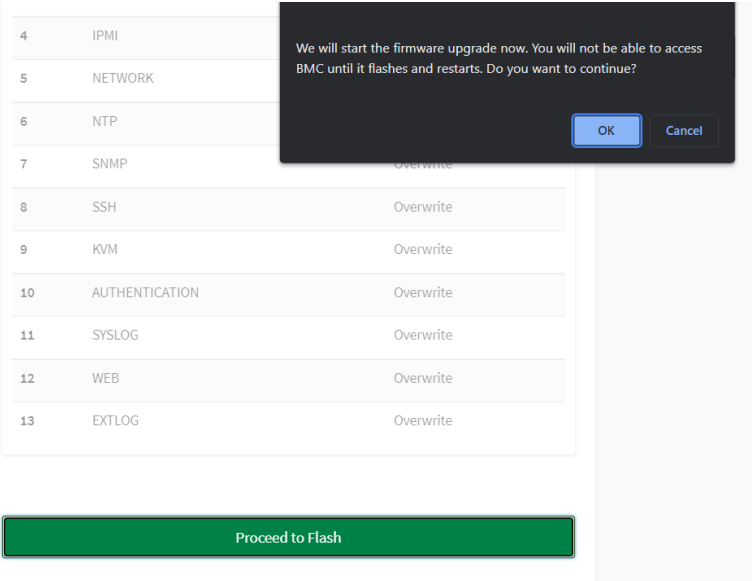 We will start the firmware upgrade now. You will not be able to access
BMC until it flashes and restarts. Do you want to continue?
OK Cancel
4 IPMI
5 NETWORK
6 NTP
7 SNMP Overwrite
8 SSH Overwrite
9 KVM Overwrite
10 AUTHENTICATION Overwrite
11 SYSLOG Overwrite
12 WEB Overwrite
13 EXTLOG Overwrite
Proceed to Flash